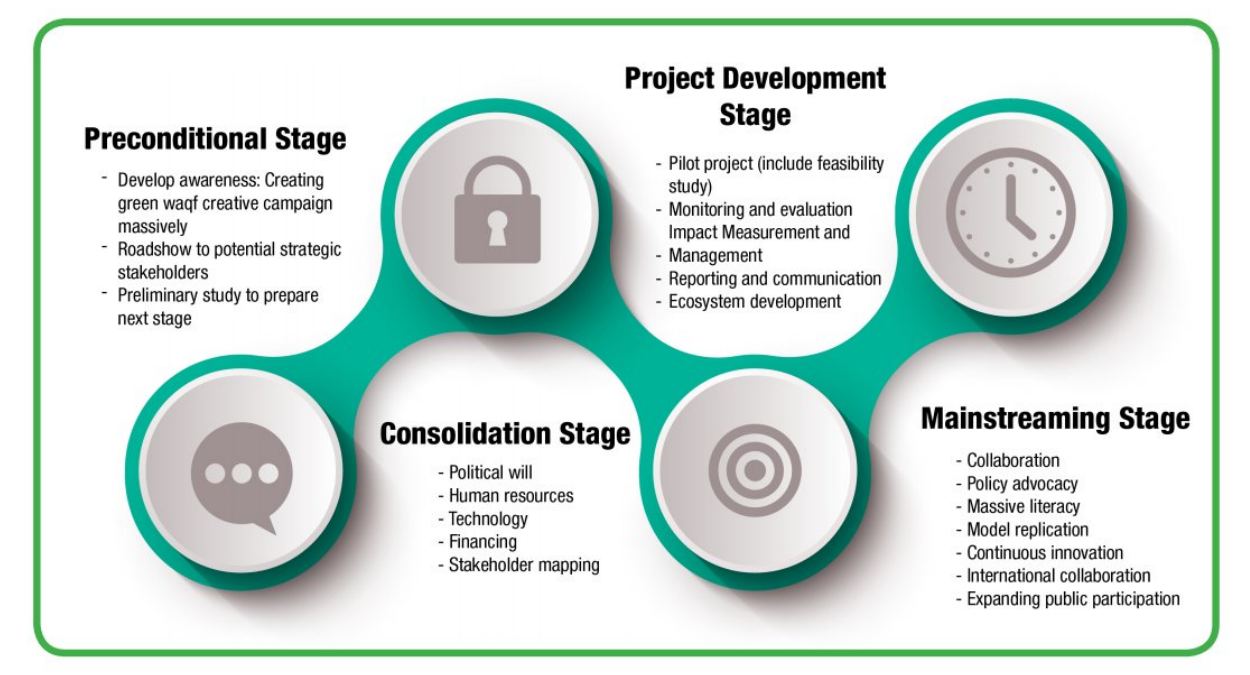 Preconditional Stage
- Develop awareness: Creating
green waqf creative campaign
massively
- Roadshow to potential strategic
stakeholders
- Preliminary study to prepare
next stage
Consolidation Stage
- Political will
- Human resources
- Technology
- Financing
- Stakeholder mapping
Project Development
Stage
- Pilot project (include feasibility
study)
- Monitoring and evaluation
Impact Measurement and
- Management
- Reporting and communication
- Ecosystem development
Mainstreaming Stage
- Collaboration
- Policy advocacy
- Massive literacy
- Model replication
- Continuous innovation
- International collaboration
- Expanding public participation